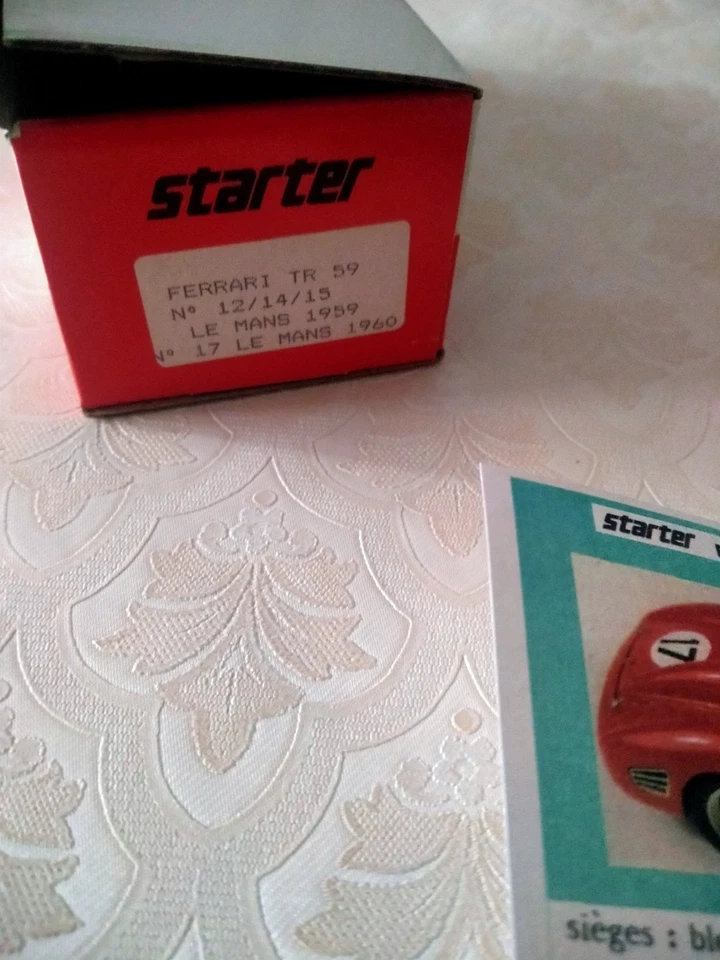 starter
FERRARI TR 59
Nº 12/14/15
LE MANS 1959
Nº 17 LE MANS 1960
starter
17
sièges :